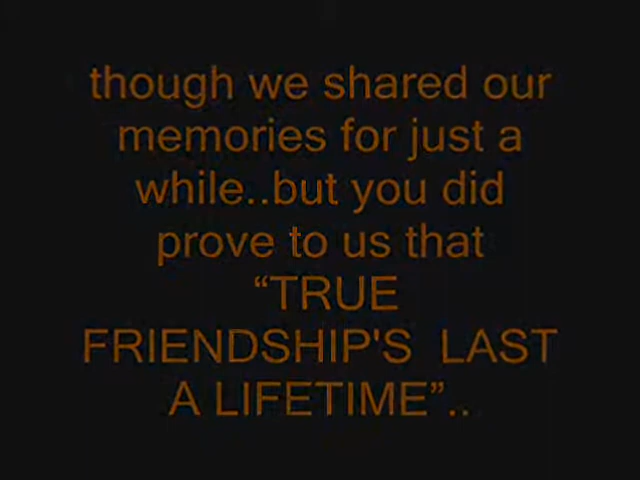 though we shared our
memories for just a
while..but you did
prove to us that
“TRUE
FRIENDSHIP'S  LAST
A LIFETIME”..